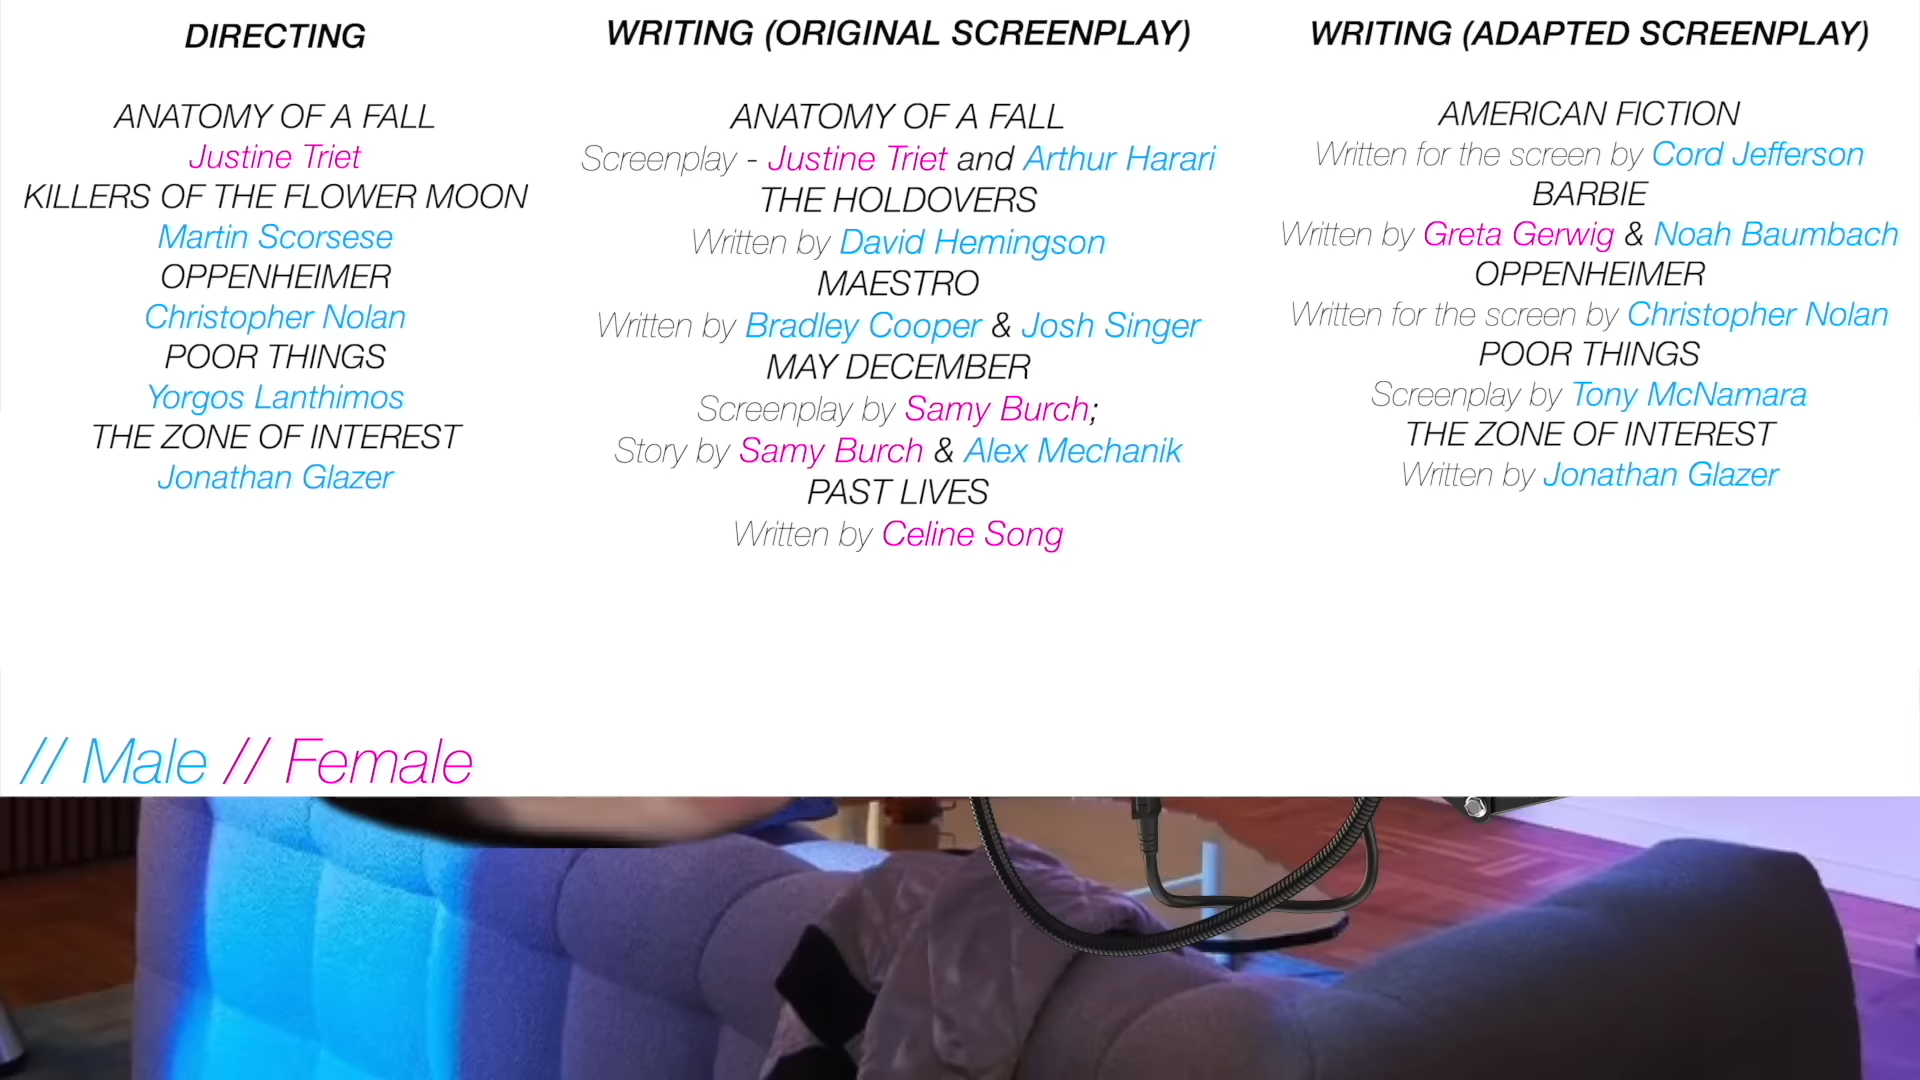 DIRECTING
ANATOMY OF A FALL
Justine Triet
KILLERS OF THE FLOWER MOON
Martin Scorsese
OPPENHEIMER
Christopher Nolan
POOR THINGS
Yorgos Lanthimos
THE ZONE OF INTEREST
Jonathan Glazer
WRITING (ORIGINAL SCREENPLAY)
ANATOMY OF A FALL
Screenplay - Justine Triet and Arthur Harari
THE HOLDOVERS
Written by David Hemingson
MAESTRO
Written by Bradley Cooper & Josh Singer
MAY DECEMBER
Screenplay by Samy Burch;
Story by Samy Burch & Alex Mechanik
PAST LIVES
Written by Celine Song
WRITING (ADAPTED SCREENPLAY)
AMERICAN FICTION
Written for the screen by Cord Jefferson
BARBIE
Written by Greta Gerwig & Noah Baumbach
OPPENHEIMER
Written for the screen by Christopher Nolan
POOR THINGS
Screenplay by Tony McNamara
THE ZONE OF INTEREST
Written by Jonathan Glazer
// Male // Female